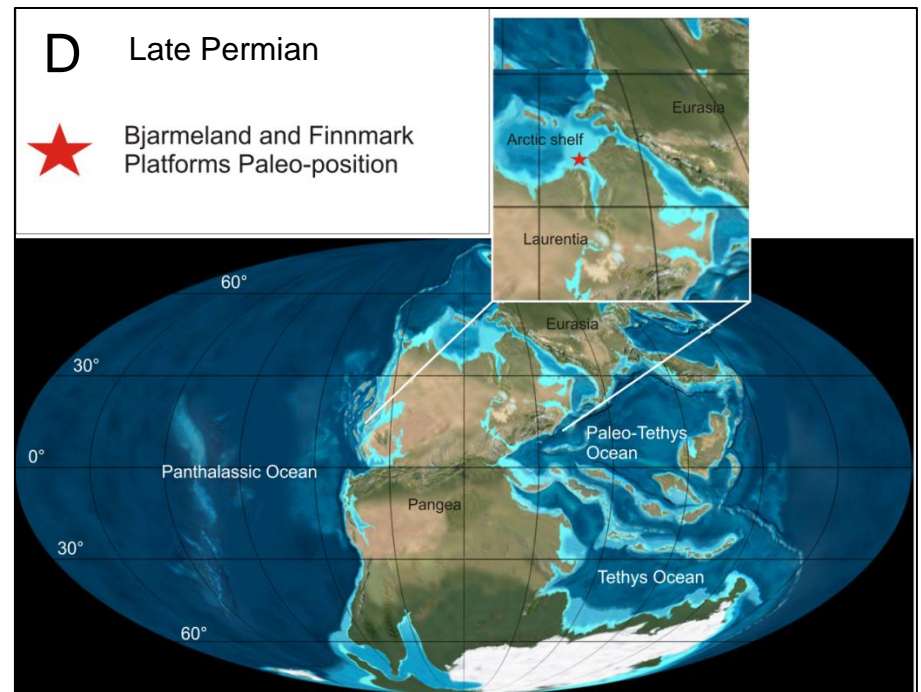 D Late Permian
Bjarmeland and Finnmark
Platforms Paleo-position
Eurasia
Arctic shelf
Laurentia
60°
Eurasia
30°
Paleo-Tethys
Ocean
0°
Panthalassic Ocean
Pangea
30°
Tethys Ocean
60°